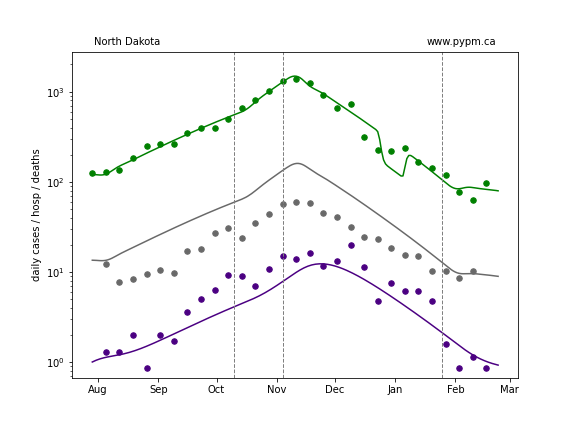 North Dakota
www.pypm.ca
daily cases / hosp / deaths
10³
10²
10¹
10⁰
Aug Sep Oct Nov Dec Jan Feb Mar